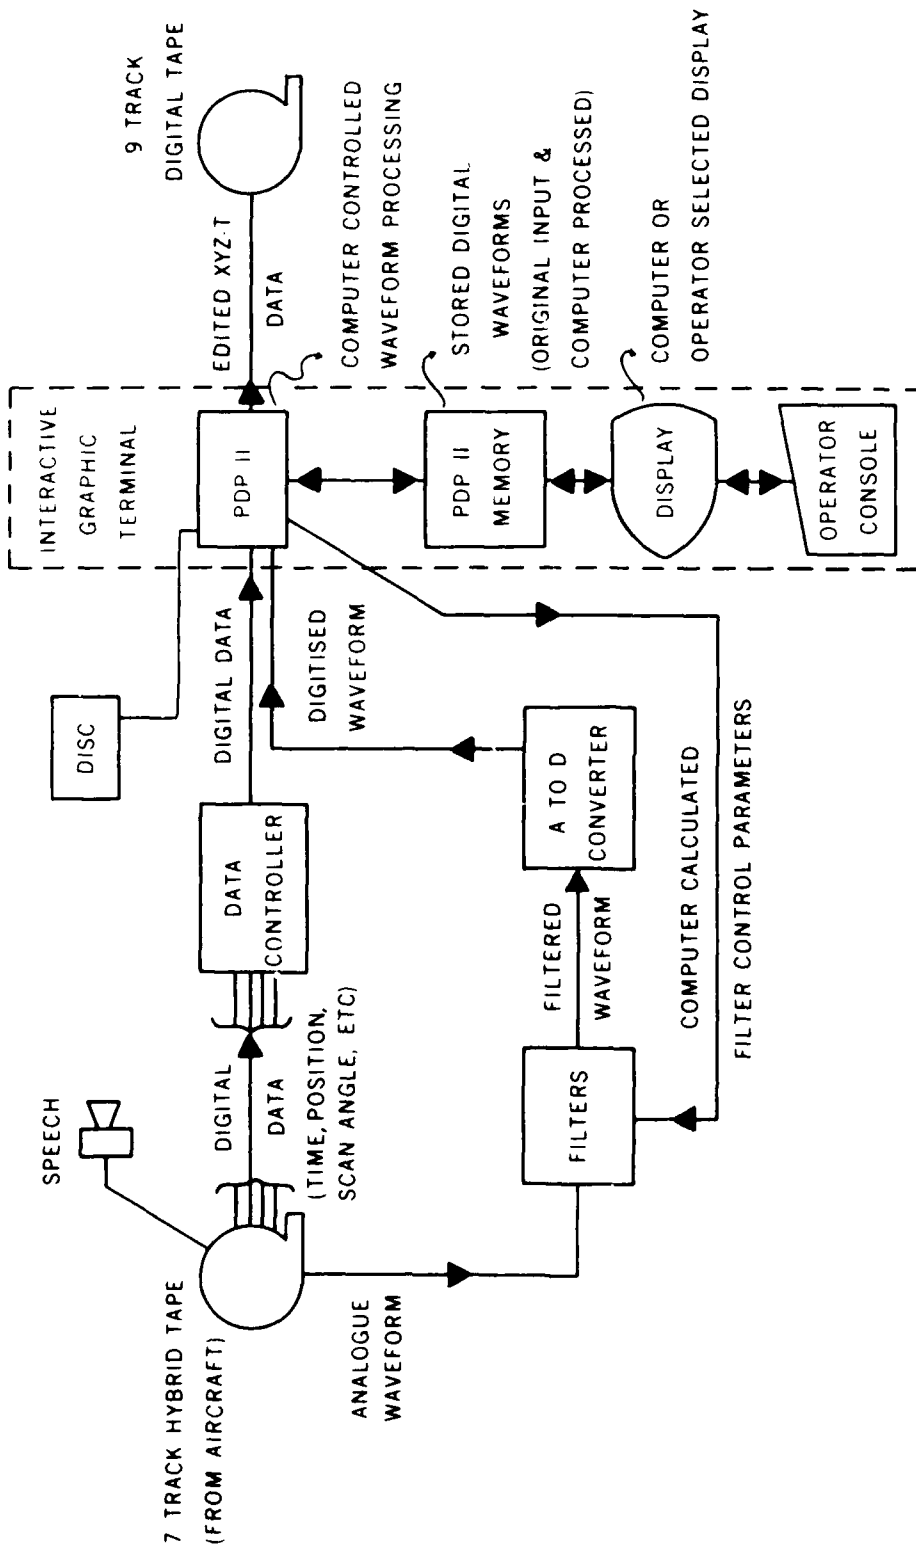 7 TRACK HYBRID TAPE
(FROM AIRCRAFT)
SPEECH
DIGITAL
DATA
(TIME, POSITION,
SCAN ANGLE, ETC)
ANALOGUE
WAVEFORM
DATA
CONTROLLER
DISC
DIGITAL DATA
DIGITISED
WAVEFORM
FILTERS
FILTERED
WAVEFORM
A TO D
CONVERTER
COMPUTER CALCULATED
FILTER CONTROL PARAMETERS
INTERACTIVE
GRAPHIC
TERMINAL
PDP II
PDP II
MEMORY
DISPLAY
OPERATOR
CONSOLE
EDITED XYZ-T
DATA
9 TRACK
DIGITAL TAPE
COMPUTER CONTROLLED
WAVEFORM PROCESSING
STORED DIGITAL
WAVEFORMS
(ORIGINAL INPUT &
COMPUTER PROCESSED)
COMPUTER OR
OPERATOR SELECTED DISPLAY